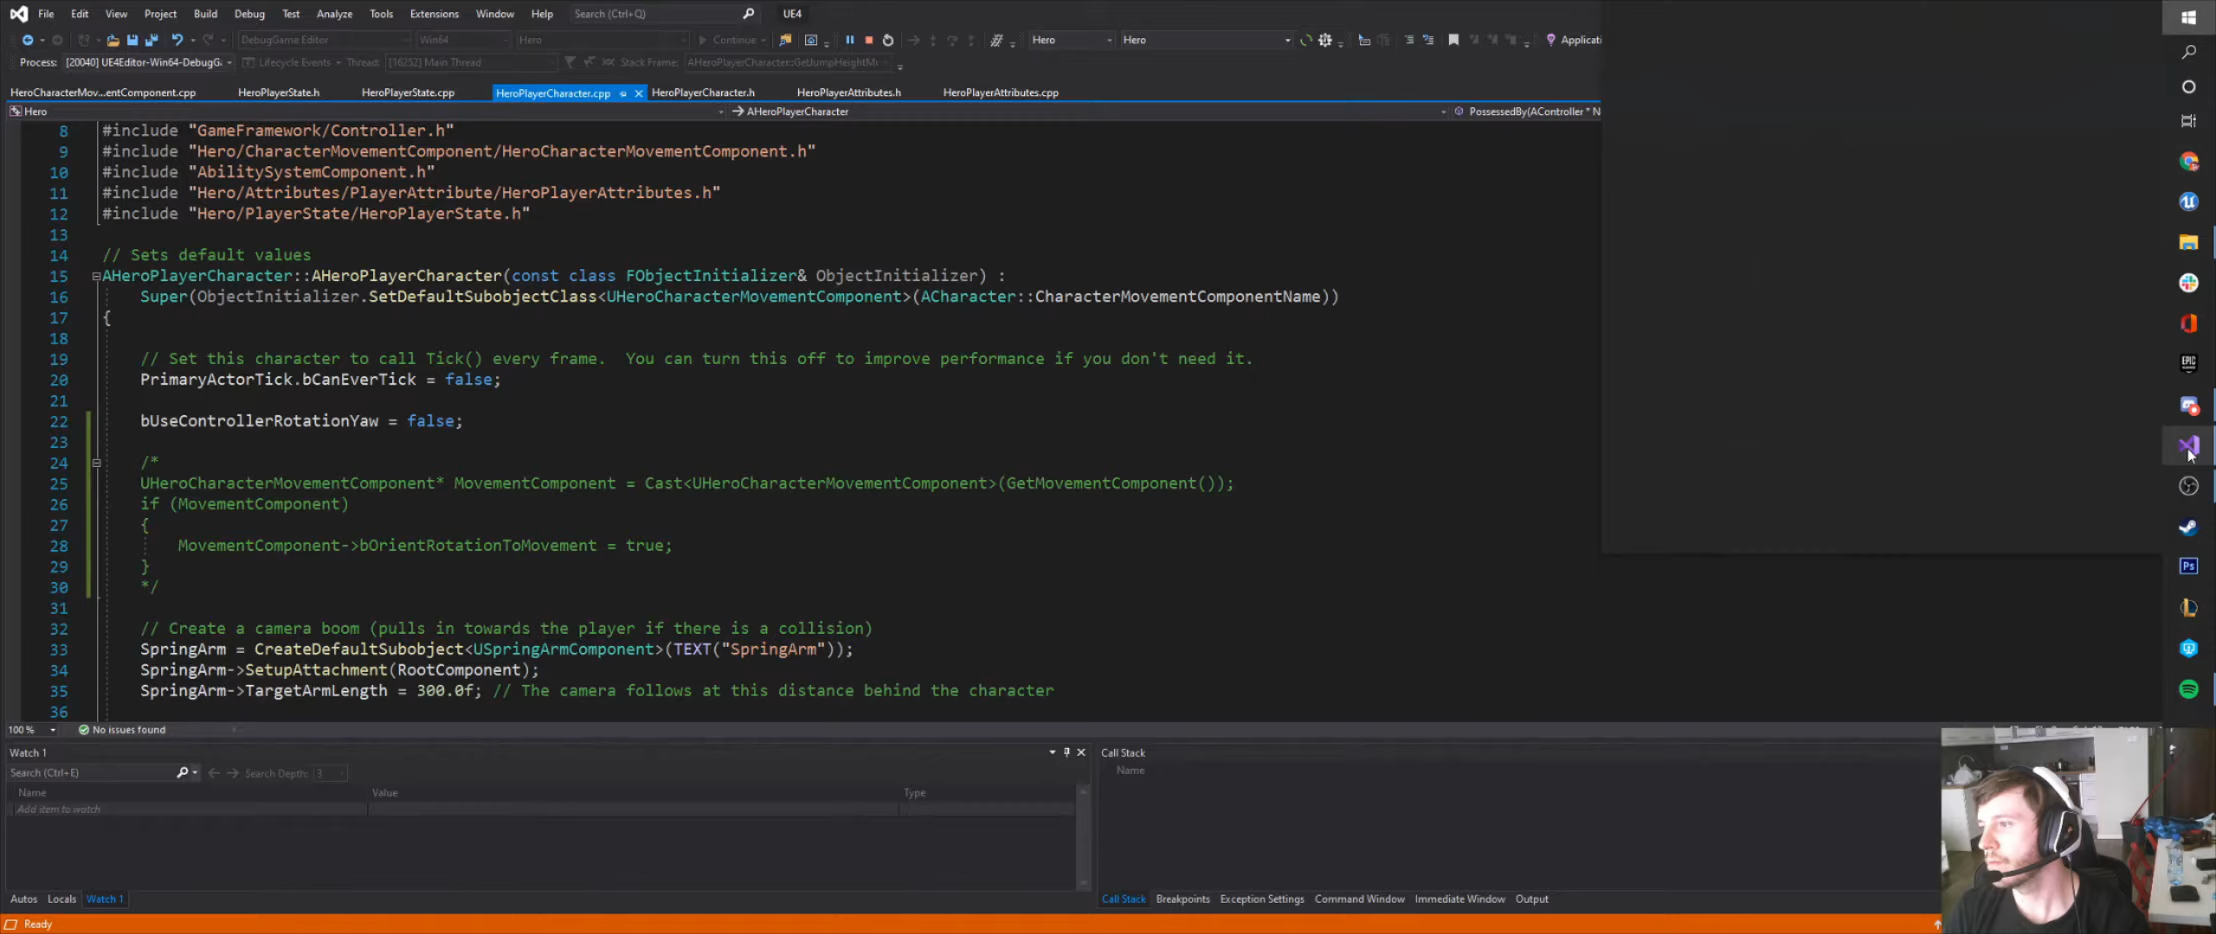 File Edit View Project Build Debug Test Analyze Tools Extensions Window Help Search (Ctrl+Q) UE4
DebugGame Editor Win64 Hero Continue Hero Hero Applicati
Process: [20040] UE4Editor-Win64-DebugGa Lifecycle Events Thread: [16252] Main Thread Stack Frame: AHeroPlayerCharacter::GetJumpHeightM
HeroCharacterMov...entComponent.cpp HeroPlayerState.h HeroPlayerState.cpp HeroPlayerCharacter.cpp HeroPlayerCharacter.h HeroPlayerAttributes.h HeroPlayerAttributes.cpp
Hero AHeroPlayerCharacter PossessedBy(AController * N
8 #include "GameFramework/Controller.h"
9 #include "Hero/CharacterMovementComponent/HeroCharacterMovementComponent.h"
10 #include "AbilitySystemComponent.h"
11 #include "Hero/Attributes/PlayerAttribute/HeroPlayerAttributes.h"
12 #include "Hero/PlayerState/HeroPlayerState.h"
13
14 // Sets default values
15 AHeroPlayerCharacter::AHeroPlayerCharacter(const class FObjectInitializer& ObjectInitializer) :
16 Super(ObjectInitializer.SetDefaultSubobjectClass<UHeroCharacterMovementComponent>(ACharacter::CharacterMovementComponentName))
17 {
18
19 // Set this character to call Tick() every frame.  You can turn this off to improve performance if you don't need it.
20 PrimaryActorTick.bCanEverTick = false;
21
22 bUseControllerRotationYaw = false;
23
24 /*
25 UHeroCharacterMovementComponent* MovementComponent = Cast<UHeroCharacterMovementComponent>(GetMovementComponent());
26 if (MovementComponent)
27 {
28 MovementComponent->bOrientRotationToMovement = true;
29 }
30 */
31
32 // Create a camera boom (pulls in towards the player if there is a collision)
33 SpringArm = CreateDefaultSubobject<USpringArmComponent>(TEXT("SpringArm"));
34 SpringArm->SetupAttachment(RootComponent);
35 SpringArm->TargetArmLength = 300.0f; // The camera follows at this distance behind the character
36
100 % No issues found
Watch 1 Call Stack
Search (Ctrl+E) Search Depth: 3 Name
Name Value Type
Add item to watch
Autos Locals Watch 1 Call Stack Breakpoints Exception Settings Command Window Immediate Window Output
Ready
EPIC
Ps